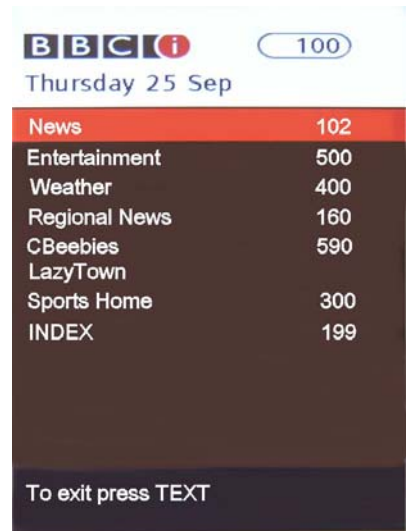 BBCi 100
Thursday 25 Sep
News 102
Entertainment 500
Weather 400
Regional News 160
CBeebies 590
LazyTown
Sports Home 300
INDEX 199
To exit press TEXT